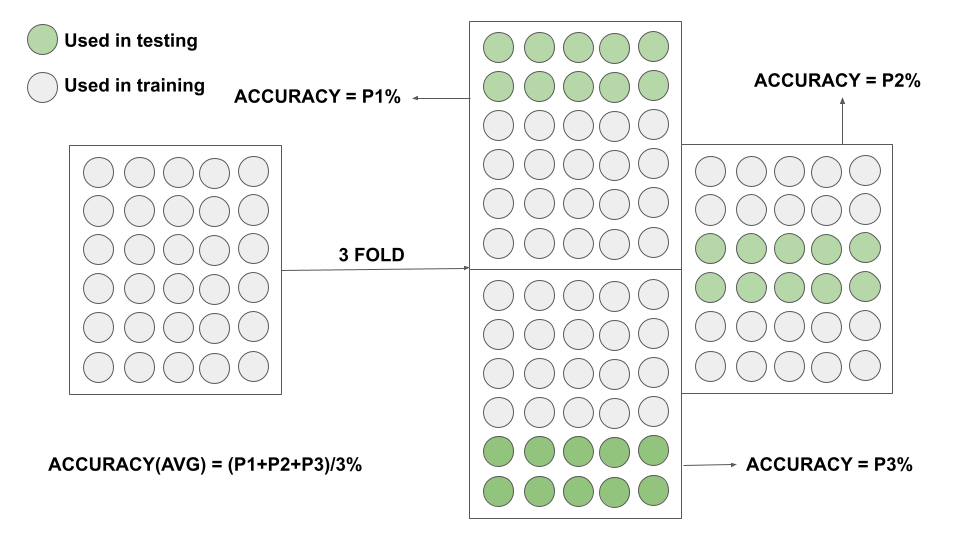 Used in testing
Used in training
ACCURACY = P1%
ACCURACY = P2%
3 FOLD
ACCURACY(AVG) = (P1+P2+P3)/3%
ACCURACY = P3%